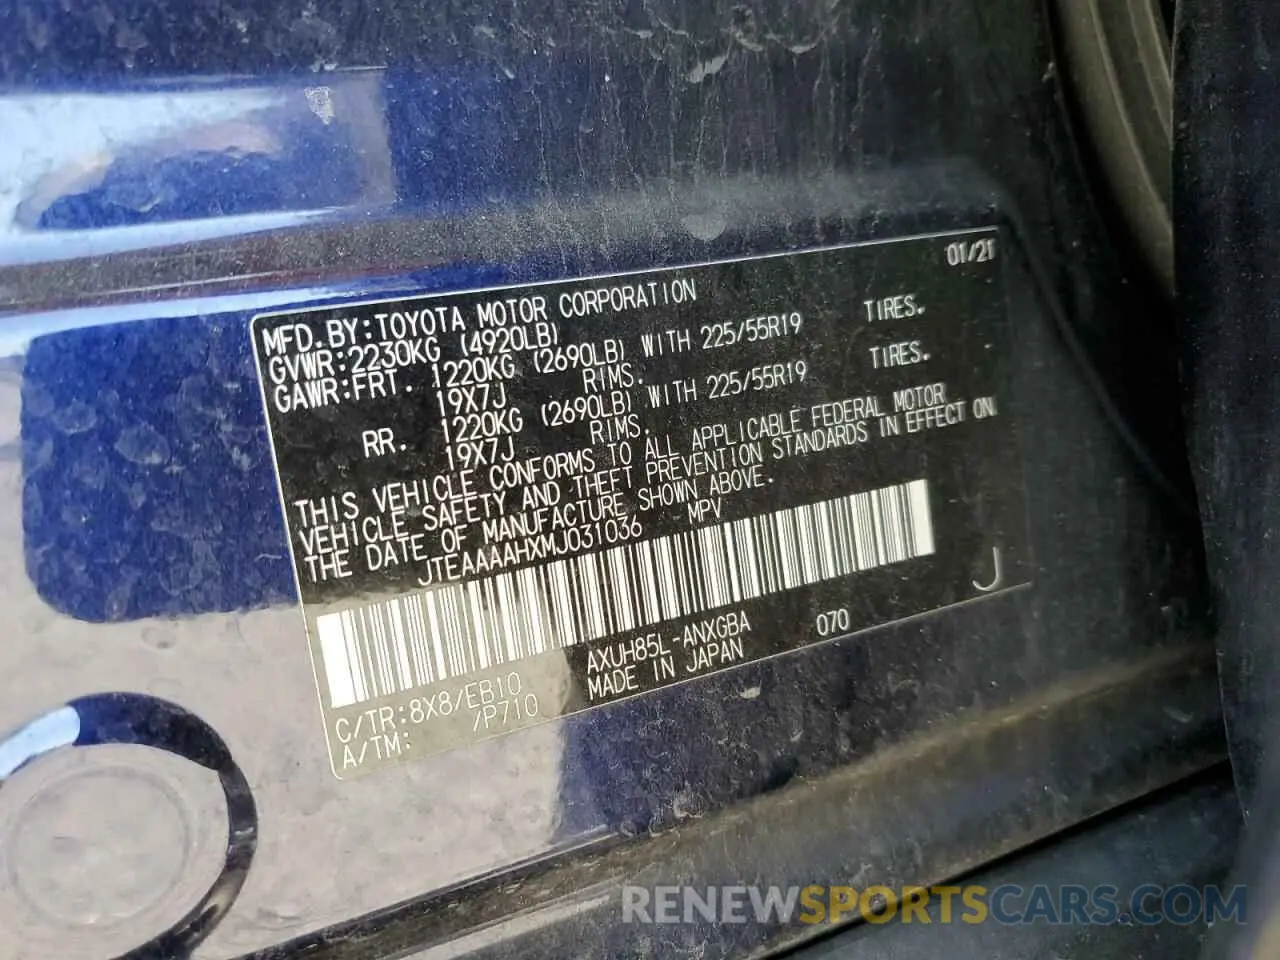 01/21
MFD.BY:TOYOTA MOTOR CORPORATION
GVWR:2230KG (4920LB)
GAWR:FRT. 1220KG (2690LB) WITH 225/55R19 TIRES.
19X7J RIMS.
RR. 1220KG (2690LB) WITH 225/55R19 TIRES.
19X7J RIMS.
THIS VEHICLE CONFORMS TO ALL APPLICABLE FEDERAL MOTOR
VEHICLE SAFETY AND THEFT PREVENTION STANDARDS IN EFFECT ON
THE DATE OF MANUFACTURE SHOWN ABOVE.
JTEAAAAHXMJ031036 MPV
J
C/TR:8X8/EB10 AXUH85L-ANXGBA 070
A/TM: /P710 MADE IN JAPAN
RENEWSPORTSCARS.COM